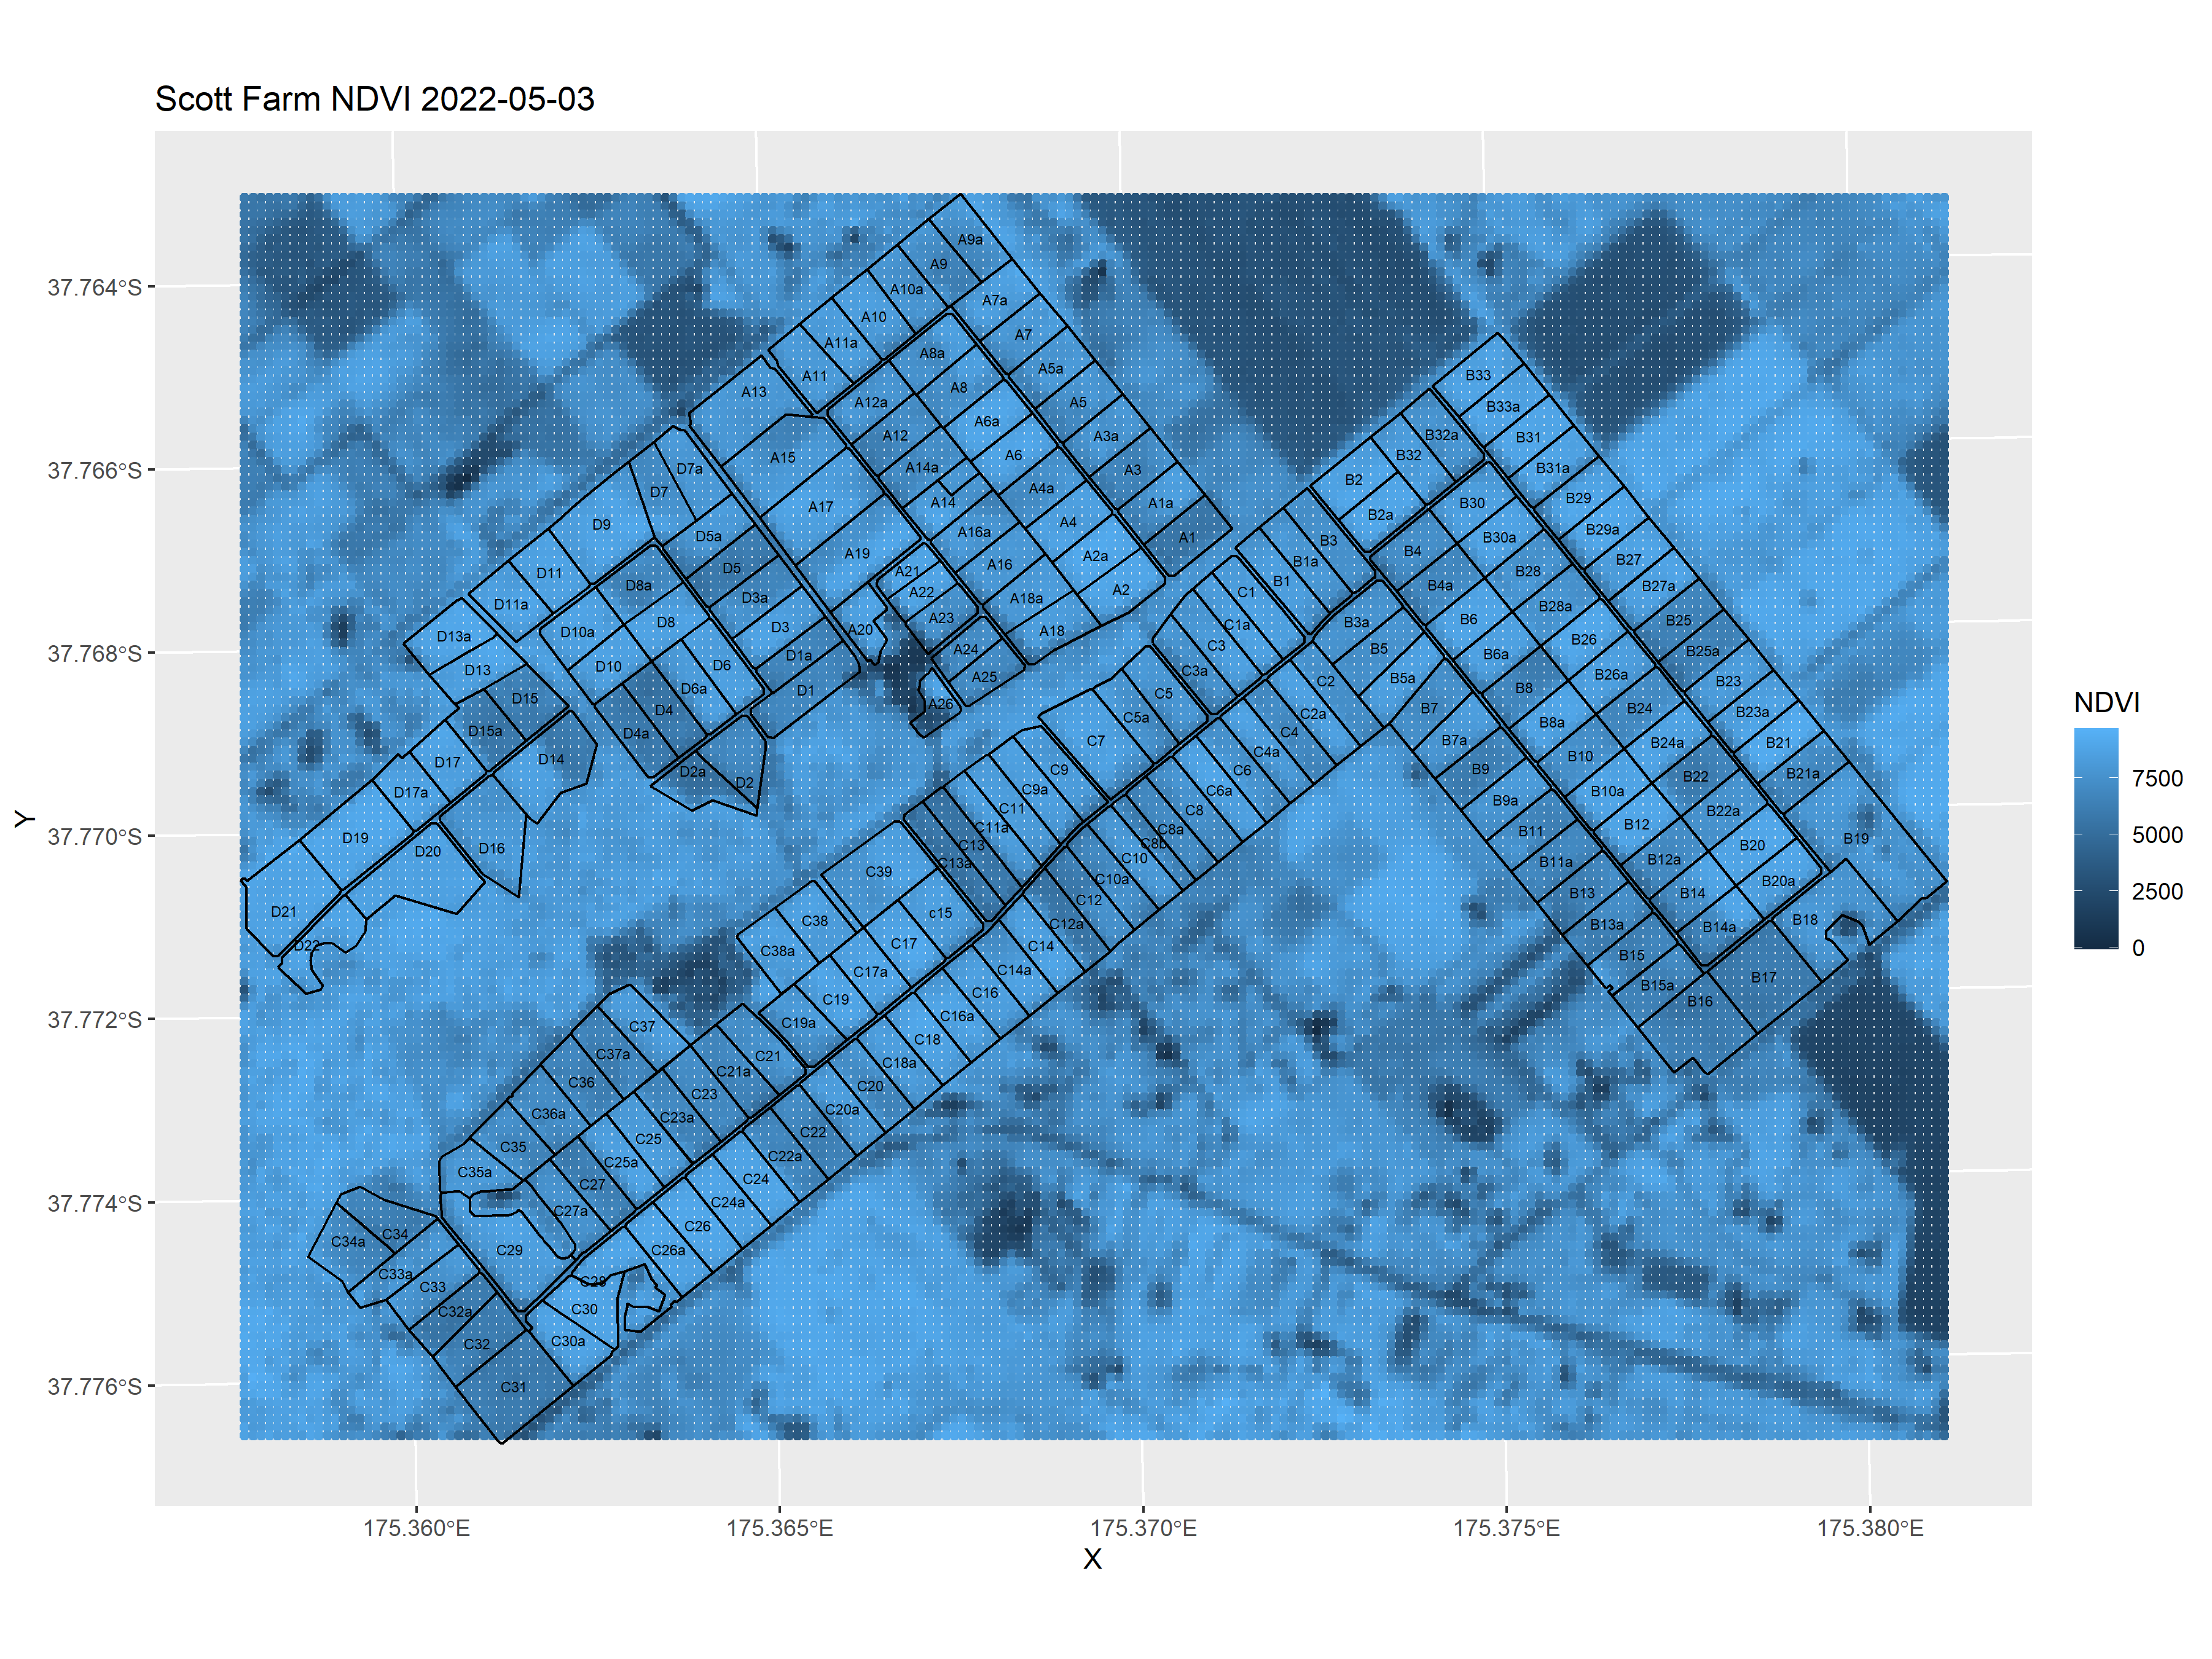 Scott Farm NDVI 2022-05-03
37.764°S
37.766°S
37.768°S
37.770°S
37.772°S
37.774°S
37.776°S
Y
175.360°E
175.365°E
175.370°E
175.375°E
175.380°E
X
NDVI
7500
5000
2500
0
A9a
A9
A10a
A10
A11a
A11
A13
A7a
A7
A5a
A5
A3a
A3
A1a
A1
A8a
A8
A6a
A6
A4a
A4
A2a
A2
A12a
A12
A14a
A14
A16a
A16
A18a
A18
A15
A17
A19
A20
A21
A22
A23
A24
A25
A26
D7a
D7
D9
D11
D11a
D13a
D13
D5a
D5
D3a
D3
D1a
D1
D8a
D8
D10a
D10
D6
D6a
D4
D4a
D2a
D2
D15
D15a
D14
D17
D17a
D16
D19
D20
D21
D22
B33
B33a
B31
B31a
B29
B29a
B27
B27a
B25
B25a
B23
B23a
B21
B21a
B19
B32a
B32
B2
B2a
B3
B1a
B1
B30
B30a
B28
B28a
B26
B26a
B24
B24a
B22
B22a
B20
B20a
B4
B4a
B6
B6a
B8
B8a
B10
B10a
B12
B12a
B14
B14a
B3a
B5
B5a
B7
B7a
B9
B9a
B11
B11a
B13
B13a
B15
B15a
B16
B17
B18
C1
C1a
C3
C3a
C5
C5a
C7
C9
C9a
C11
C11a
C13
C13a
C2
C2a
C4
C4a
C6
C6a
C8
C8a
C8b
C10
C10a
C12
C12a
C14
C14a
C16
C16a
C18
C18a
C20
C20a
C22
C22a
C24
C24a
C26
C26a
C28
C30
C30a
C39
c15
C38
C38a
C17
C17a
C19
C19a
C21
C21a
C23
C23a
C25
C25a
C27
C27a
C29
C37
C37a
C36
C36a
C35
C35a
C34
C34a
C33a
C33
C32a
C32
C31